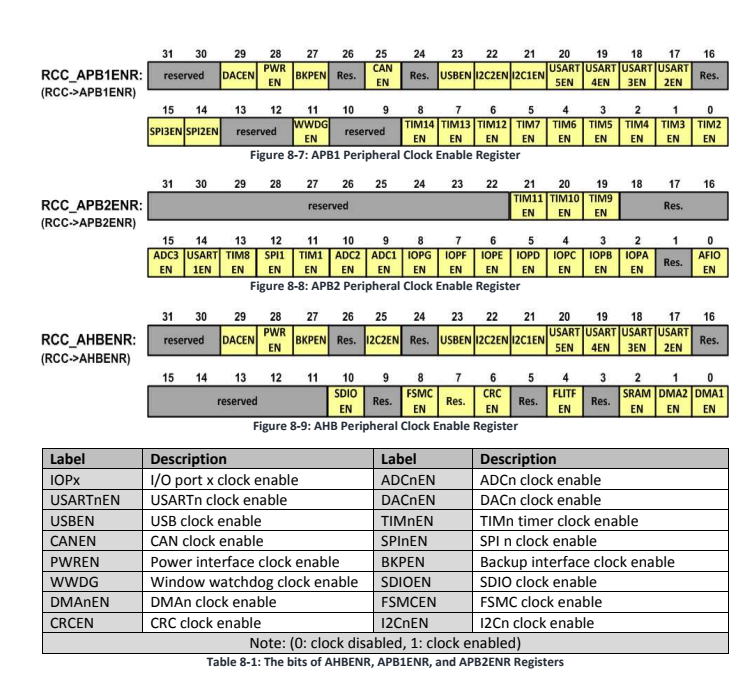 31 30 29 28 27 26 25 24 23 22 21 20 19 18 17 16
RCC_APB1ENR: reserved DACEN PWR EN BKPEN Res. CAN EN Res. USBEN I2C2EN I2C1EN USART 5EN USART 4EN USART 3EN USART 2EN Res.
(RCC->APB1ENR)
15 14 13 12 11 10 9 8 7 6 5 4 3 2 1 0
SPI3EN SPI2EN reserved WWDG EN reserved TIM14 EN TIM13 EN TIM12 EN TIM7 EN TIM6 EN TIM5 EN TIM4 EN TIM3 EN TIM2 EN
Figure 8-7: APB1 Peripheral Clock Enable Register
31 30 29 28 27 26 25 24 23 22 21 20 19 18 17 16
RCC_APB2ENR: reserved TIM11 EN TIM10 EN TIM9 EN Res.
(RCC->APB2ENR)
15 14 13 12 11 10 9 8 7 6 5 4 3 2 1 0
ADC3 EN USART 1EN TIM8 EN SPI1 EN TIM1 EN ADC2 EN ADC1 EN IOPG EN IOPF EN IOPE EN IOPD EN IOPC EN IOPB EN IOPA EN Res. AFIO EN
Figure 8-8: APB2 Peripheral Clock Enable Register
31 30 29 28 27 26 25 24 23 22 21 20 19 18 17 16
RCC_AHBENR: reserved DACEN PWR EN BKPEN Res. I2C2EN Res. USBEN I2C2EN I2C1EN USART 5EN USART 4EN USART 3EN USART 2EN Res.
(RCC->AHBENR)
15 14 13 12 11 10 9 8 7 6 5 4 3 2 1 0
reserved SDIO EN Res. FSMC EN Res. CRC EN Res. FLITF EN Res. SRAM EN DMA2 EN DMA1 EN
Figure 8-9: AHB Peripheral Clock Enable Register
Label Description Label Description
IOPx I/O port x clock enable ADCnEN ADCn clock enable
USARTnEN USARTn clock enable DACnEN DACn clock enable
USBEN USB clock enable TIMnEN TIMn timer clock enable
CANEN CAN clock enable SPInEN SPI n clock enable
PWREN Power interface clock enable BKPEN Backup interface clock enable
WWDG Window watchdog clock enable SDIOEN SDIO clock enable
DMAnEN DMAn clock enable FSMCEN FSMC clock enable
CRCEN CRC clock enable I2CnEN I2Cn clock enable
Note: (0: clock disabled, 1: clock enabled)
Table 8-1: The bits of AHBENR, APB1ENR, and APB2ENR Registers